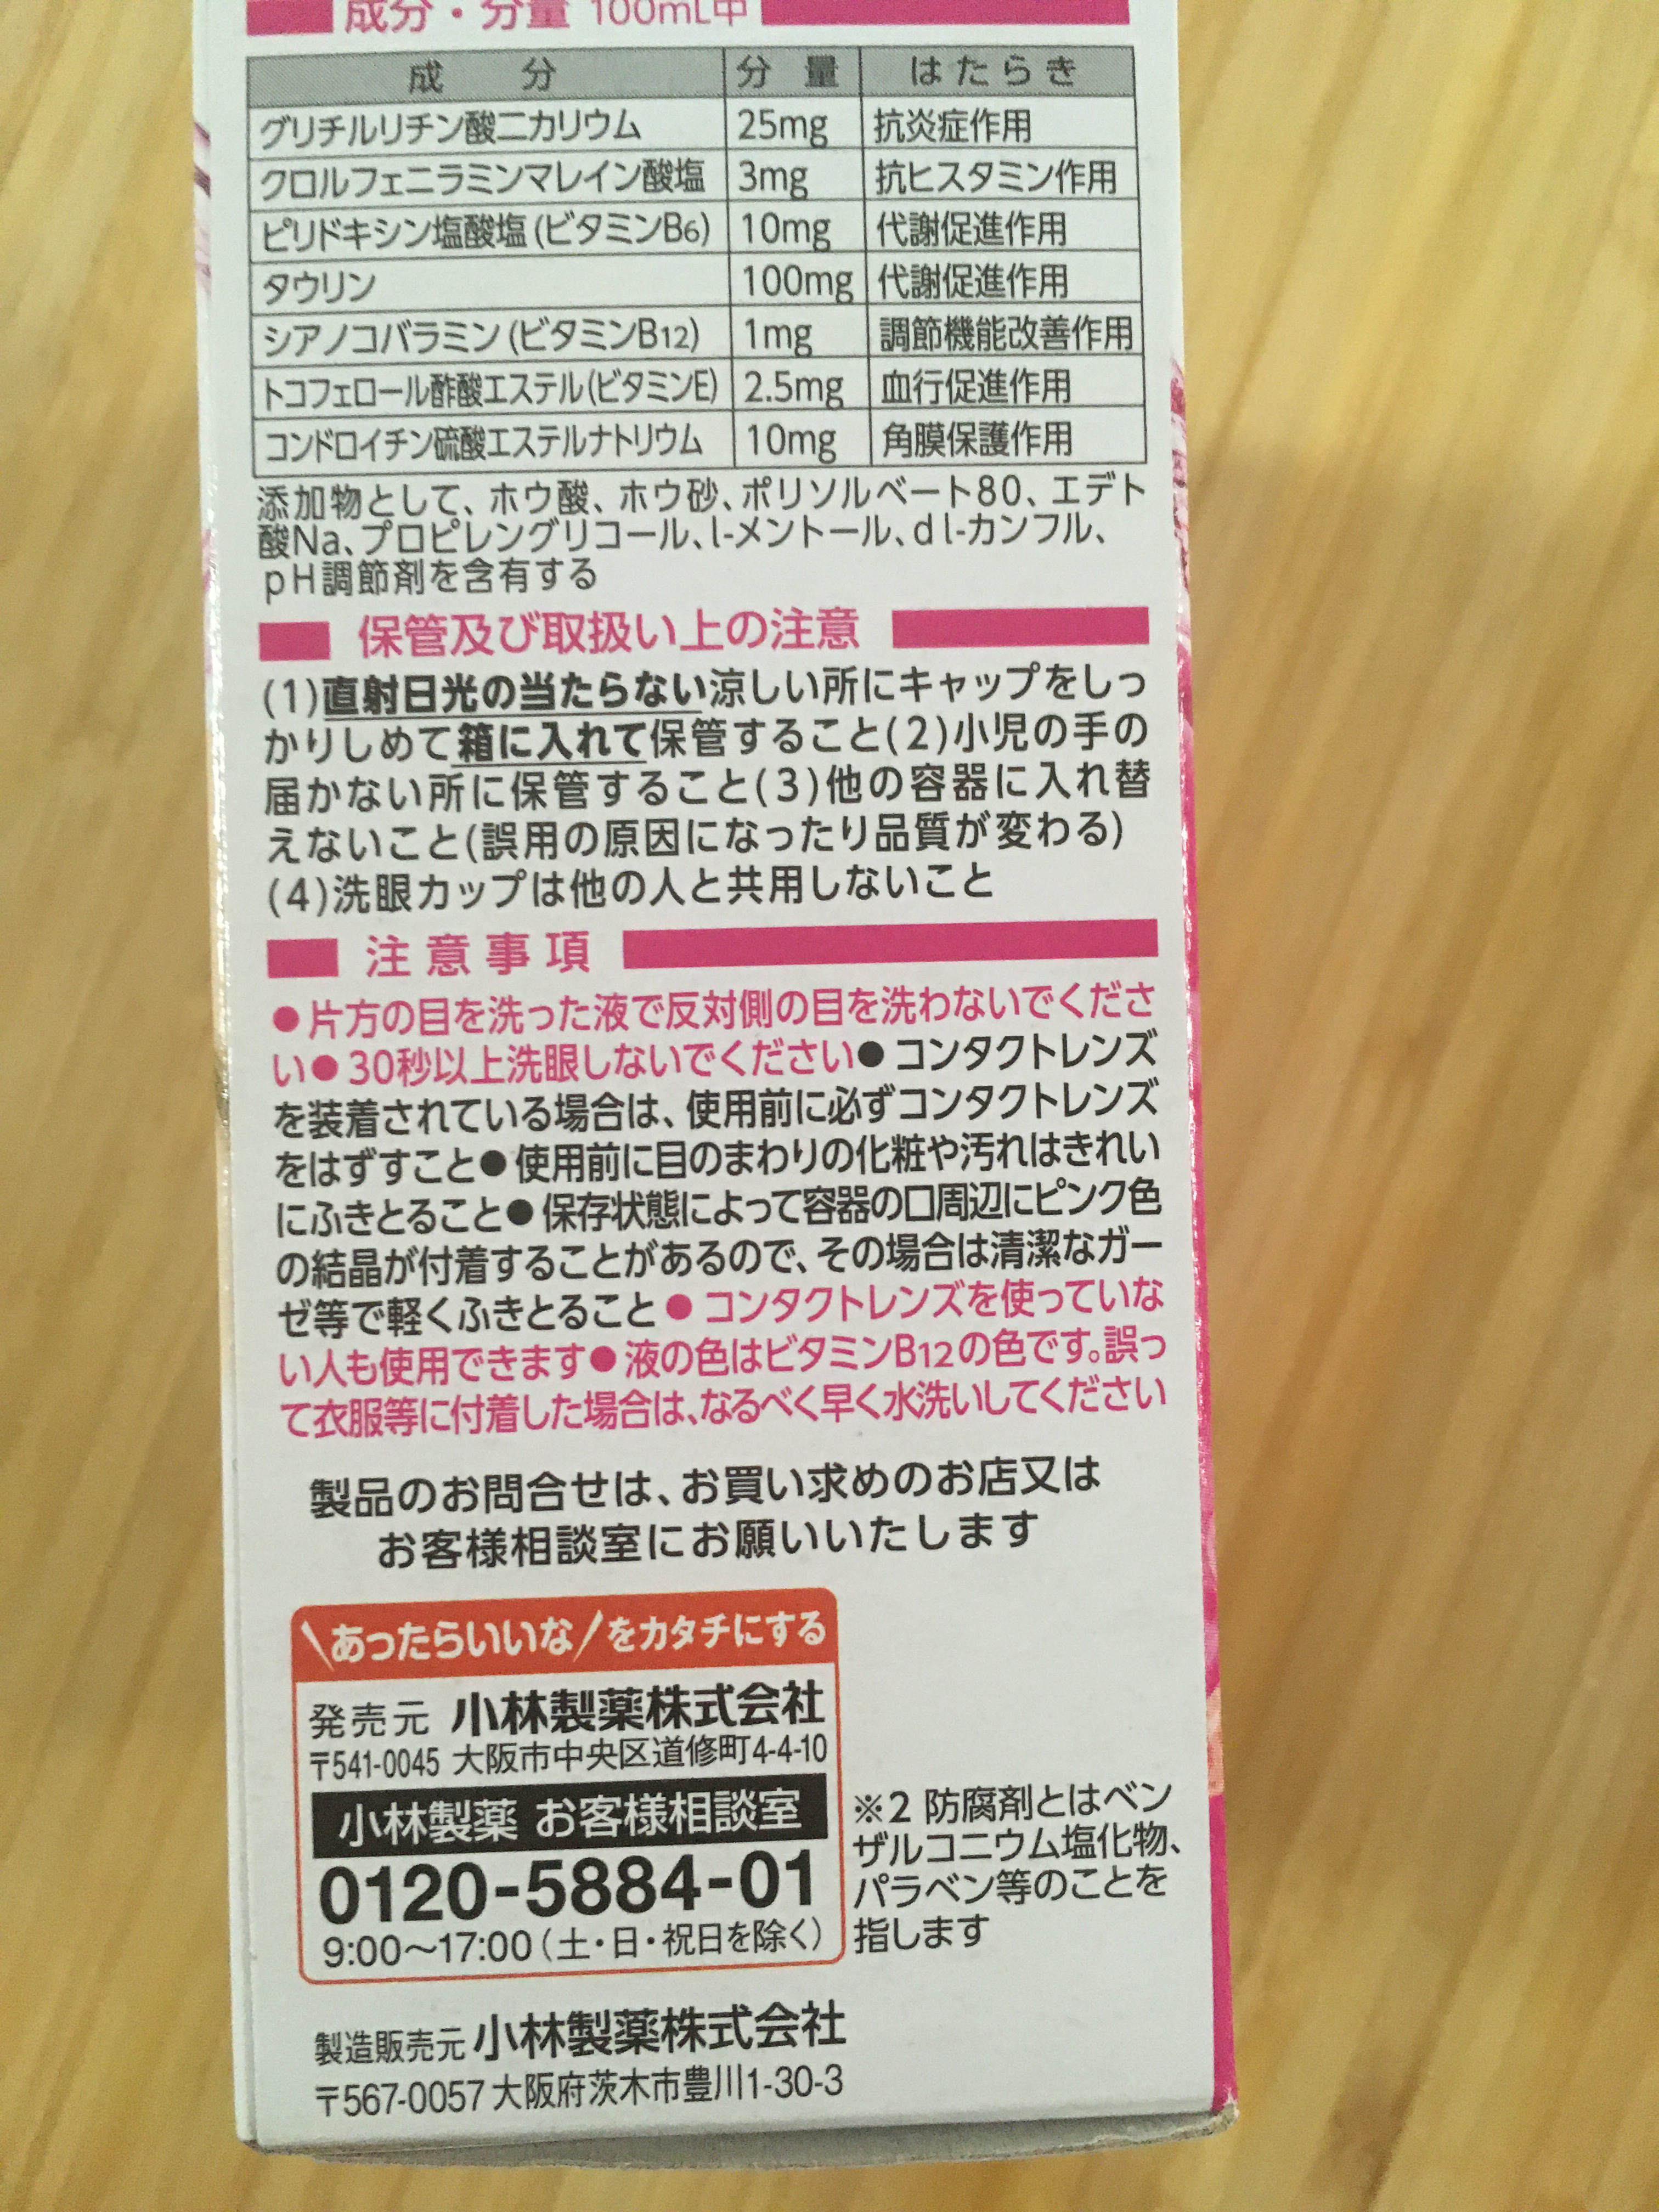 成分・分量 100mL中
成 分 分 量 はたらき
グリチルリチン酸二カリウム 25mg 抗炎症作用
クロルフェニラミンマレイン酸塩 3mg 抗ヒスタミン作用
ピリドキシン塩酸塩(ビタミンB6) 10mg 代謝促進作用
タウリン 100mg 代謝促進作用
シアノコバラミン(ビタミンB12) 1mg 調節機能改善作用
トコフェロール酢酸エステル(ビタミンE) 2.5mg 血行促進作用
コンドロイチン硫酸エステルナトリウム 10mg 角膜保護作用
添加物として、ホウ酸、ホウ砂、ポリソルベート80、エデト
酸Na、プロピレングリコール、l-メントール、dl-カンフル、
pH調節剤を含有する
保管及び取扱い上の注意
(1)直射日光の当たらない涼しい所にキャップをしっ
かりしめて箱に入れて保管すること(2)小児の手の
届かない所に保管すること(3)他の容器に入れ替
えないこと(誤用の原因になったり品質が変わる)
(4)洗眼カップは他の人と共用しないこと
注意事項
●片方の目を洗った液で反対側の目を洗わないでくださ
い●30秒以上洗眼しないでください●コンタクトレンズ
を装着されている場合は、使用前に必ずコンタクトレンズ
をはずすこと●使用前に目のまわりの化粧や汚れはきれい
にふきとること●保存状態によって容器の口周辺にピンク色
の結晶が付着することがあるので、その場合は清潔なガー
ゼ等で軽くふきとること●コンタクトレンズを使っていな
い人も使用できます●液の色はビタミンB12の色です。誤っ
て衣服等に付着した場合は、なるべく早く水洗いしてください
製品のお問合せは、お買い求めのお店又は
お客様相談室にお願いいたします
\あったらいいな/をカタチにする
発売元 小林製薬株式会社
〒541-0045 大阪市中央区道修町4-4-10
小林製薬 お客様相談室
0120-5884-01
9:00～17:00(土・日・祝日を除く)
※2 防腐剤とはベン
ザルコニウム塩化物、
パラベン等のことを
指します
製造販売元 小林製薬株式会社
〒567-0057 大阪府茨木市豊川1-30-3